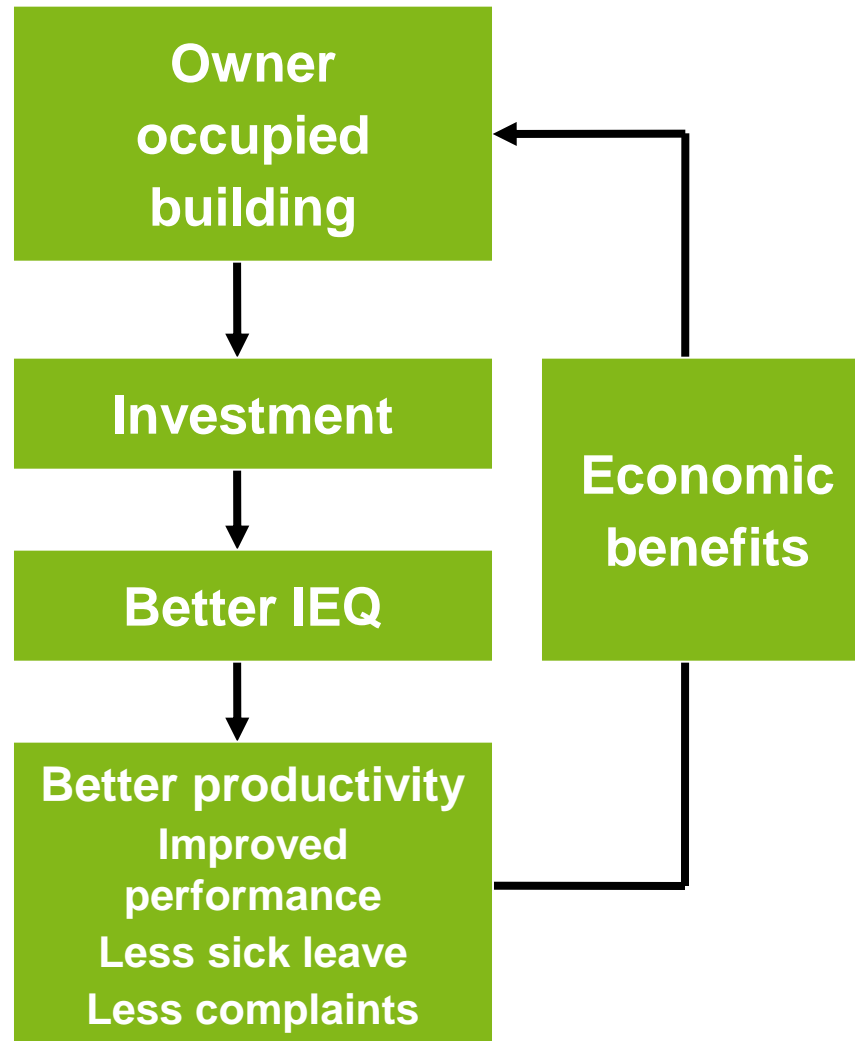 Owner
occupied
building
Investment
Better IEQ
Better productivity
Improved
performance
Less sick leave
Less complaints
Economic
benefits